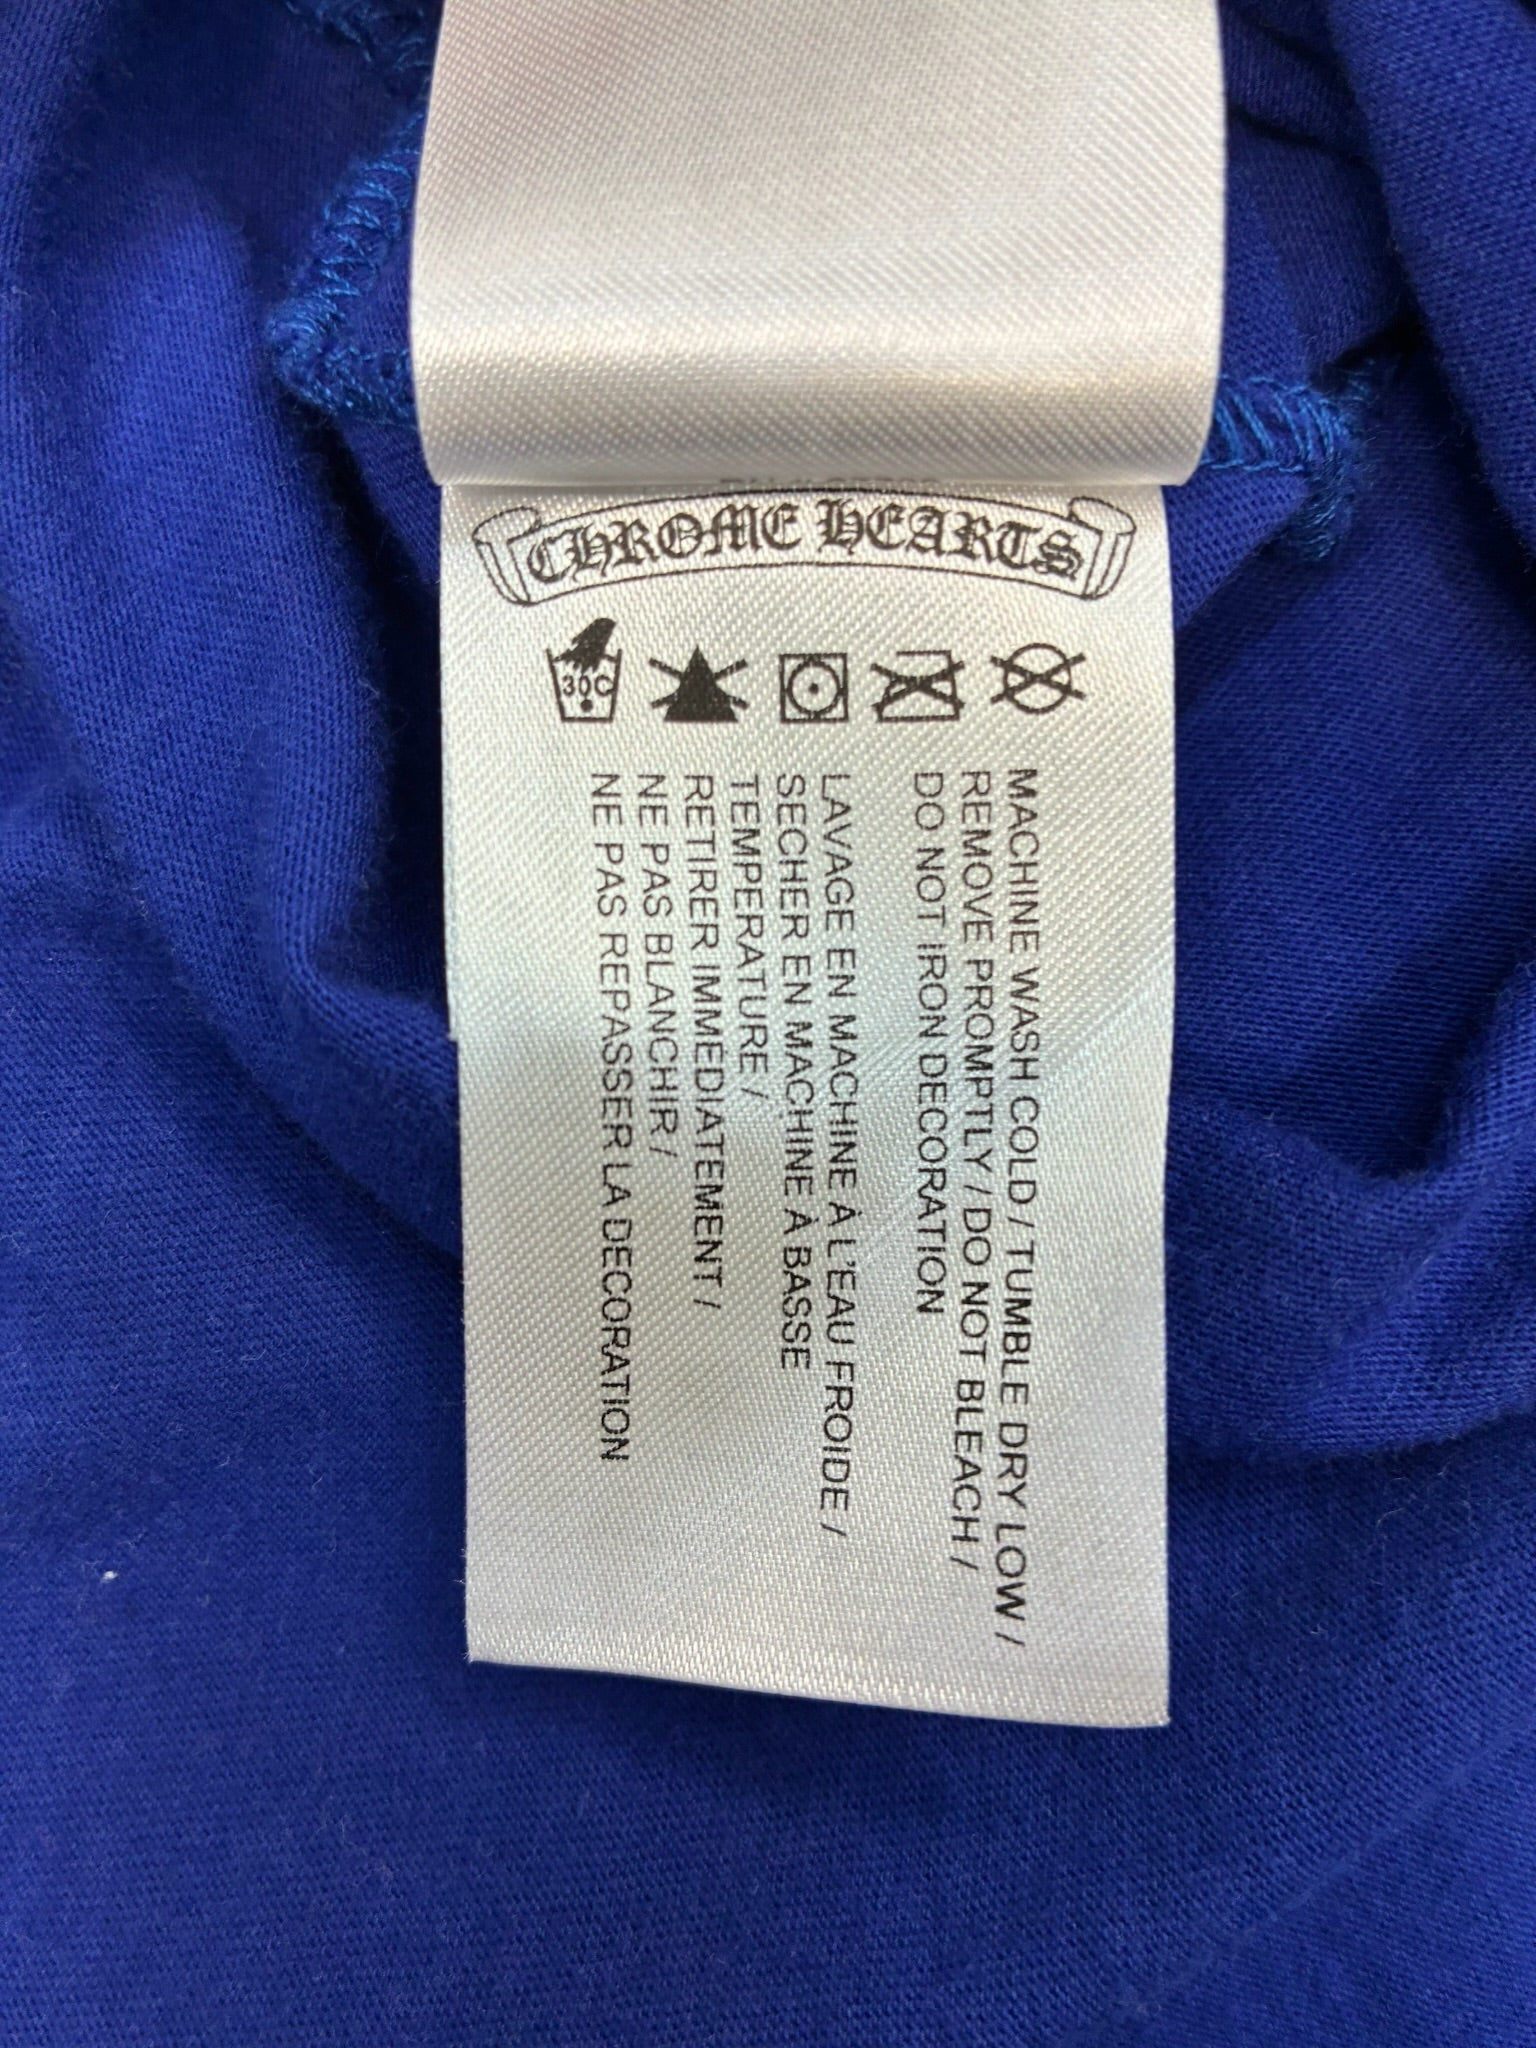 CHROME HEARTS
30C
MACHINE WASH COLD / TUMBLE DRY LOW /
REMOVE PROMPTLY / DO NOT BLEACH /
DO NOT IRON DECORATION
LAVAGE EN MACHINE À L'EAU FROIDE /
SECHER EN MACHINE À BASSE
TEMPERATURE /
RETIRER IMMEDIATEMENT /
NE PAS BLANCHIR /
NE PAS REPASSER LA DECORATION